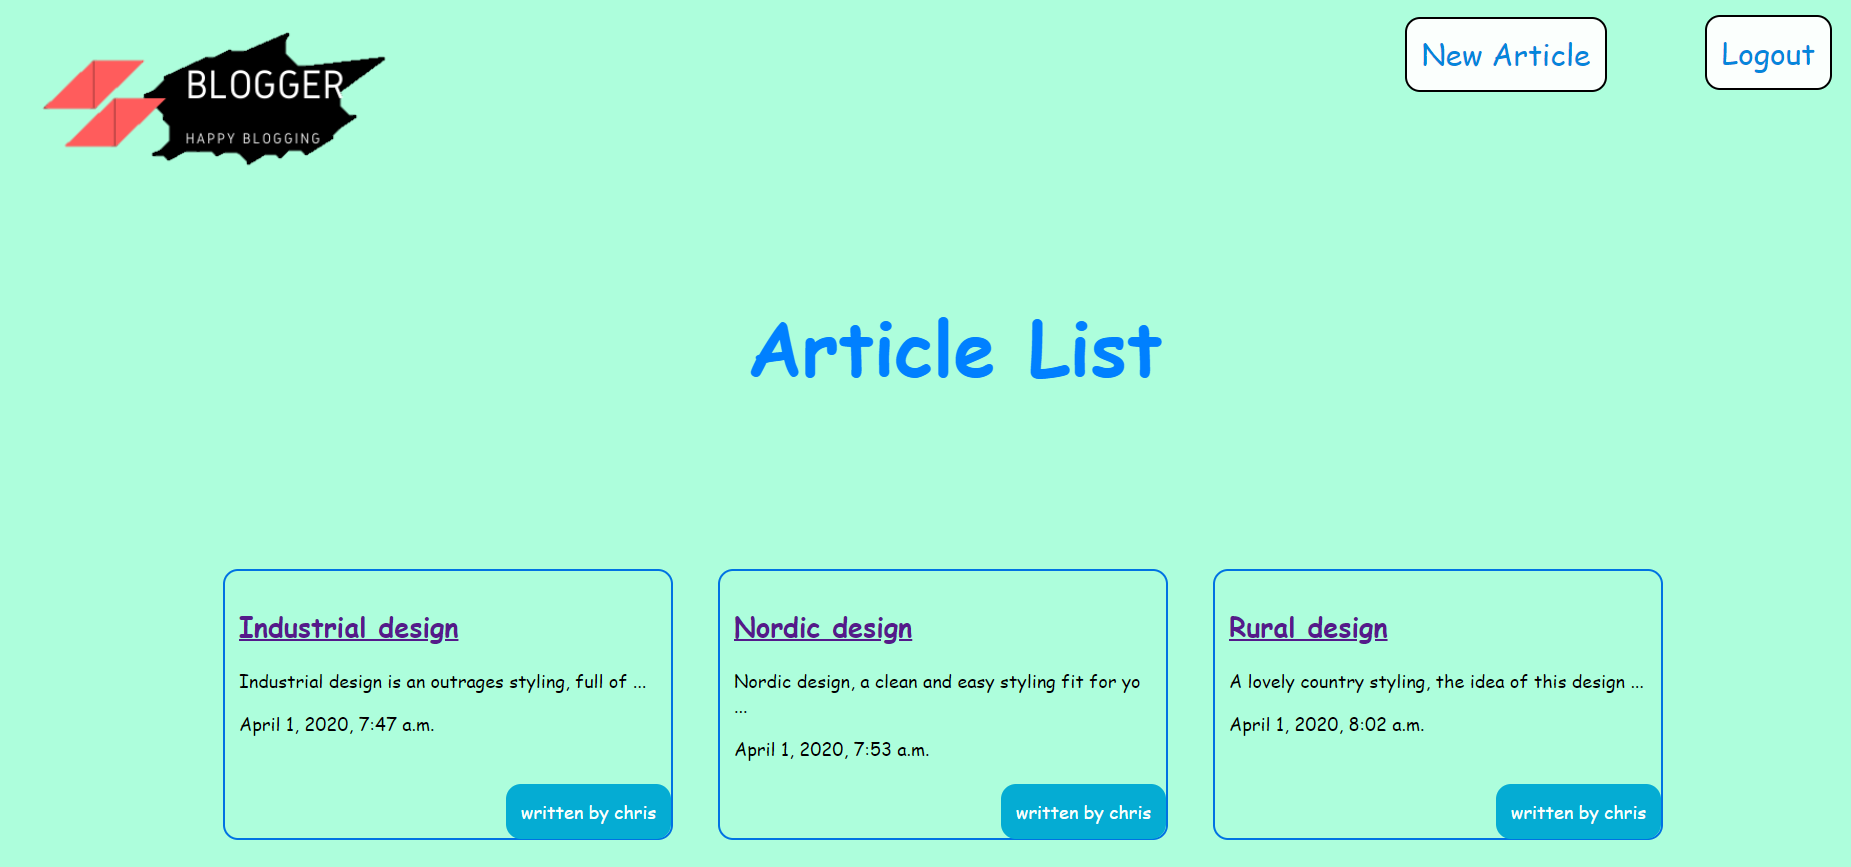 BLOGGER
HAPPY BLOGGING
New Article
Logout
Article List
Industrial design
Industrial design is an outrages styling, full of ...
April 1, 2020, 7:47 a.m.
written by chris
Nordic design
Nordic design, a clean and easy styling fit for yo
...
April 1, 2020, 7:53 a.m.
written by chris
Rural design
A lovely country styling, the idea of this design ...
April 1, 2020, 8:02 a.m.
written by chris